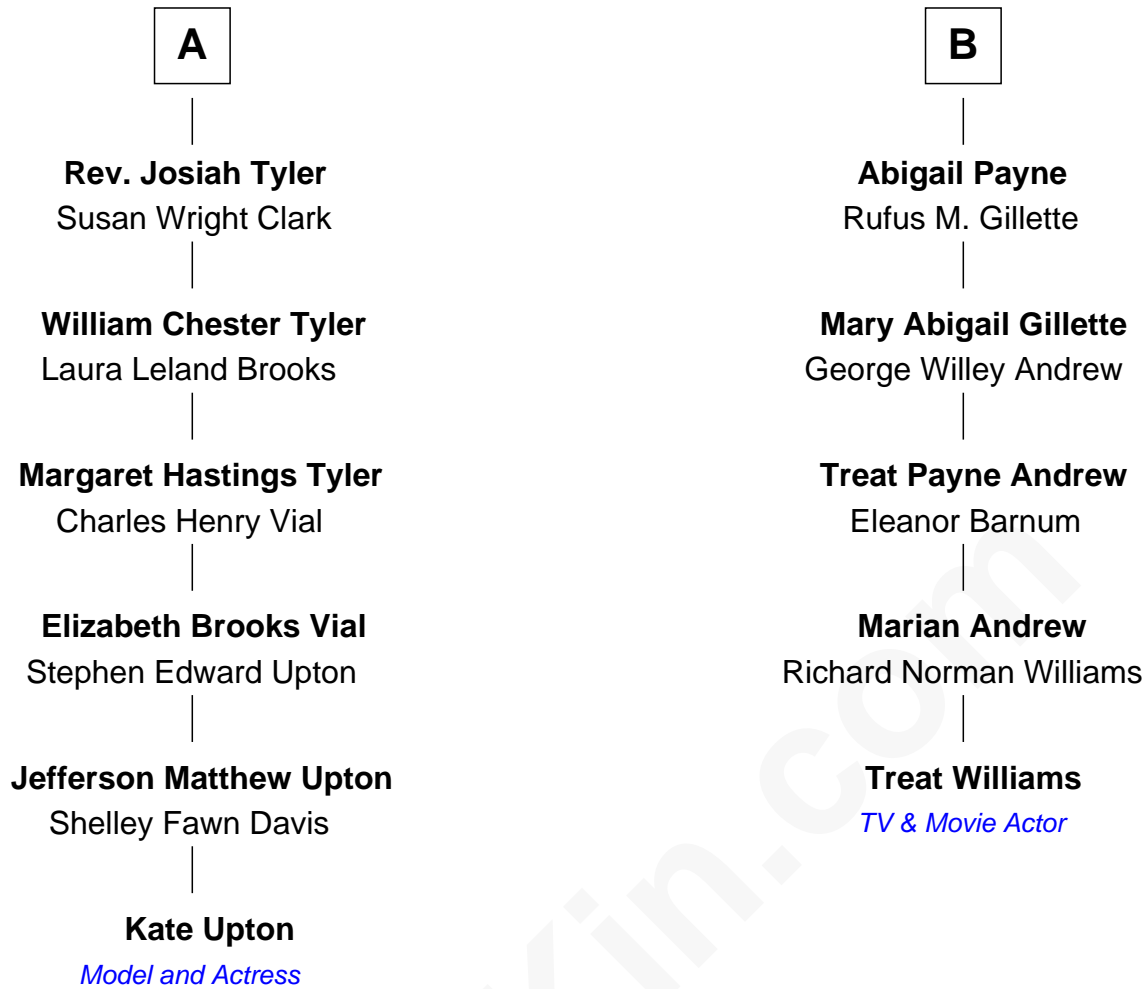 A
Rev. Josiah Tyler
Susan Wright Clark
William Chester Tyler
Laura Leland Brooks
Margaret Hastings Tyler
Charles Henry Vial
Elizabeth Brooks Vial
Stephen Edward Upton
Jefferson Matthew Upton
Shelley Fawn Davis
Kate Upton
Model and Actress
B
Abigail Payne
Rufus M. Gillette
Mary Abigail Gillette
George Willey Andrew
Treat Payne Andrew
Eleanor Barnum
Marian Andrew
Richard Norman Williams
Treat Williams
TV & Movie Actor
Kin.com